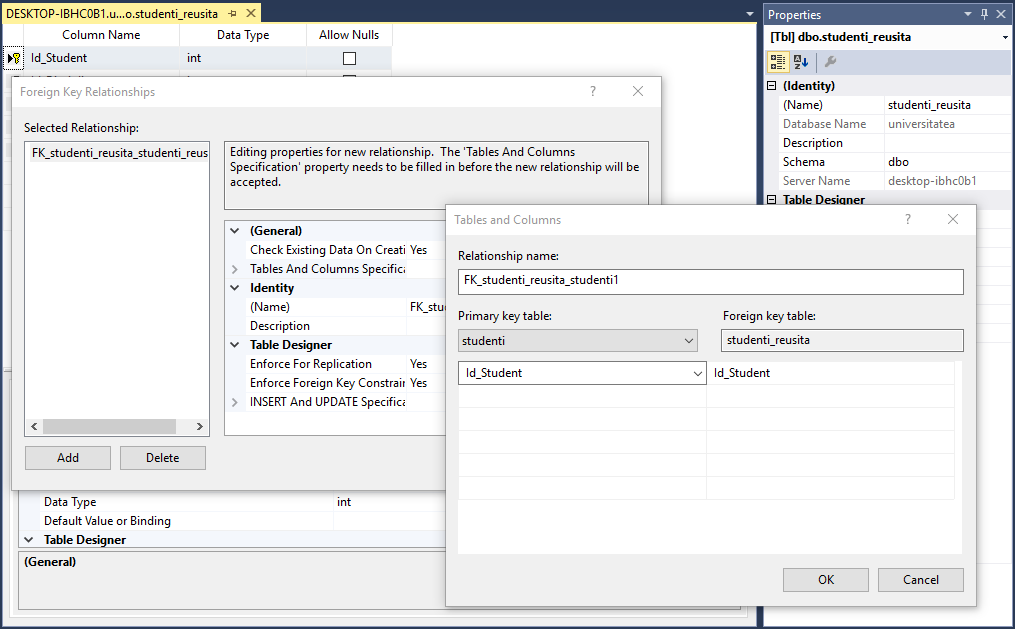 DESKTOP-IBHC0B1.u...o.studenti_reusita
Column Name Data Type Allow Nulls
Id_Student int
Foreign Key Relationships
Selected Relationship:
FK_studenti_reusita_studenti_reus
Editing properties for new relationship. The 'Tables And Columns
Specification' property needs to be filled in before the new relationship will be
accepted.
(General)
Check Existing Data On Creati Yes
Tables And Columns Specifica
Identity
(Name) FK_stu
Description
Table Designer
Enforce For Replication Yes
Enforce Foreign Key Constrain Yes
INSERT And UPDATE Specifica
Add Delete
Data Type int
Default Value or Binding
Table Designer
(General)
Tables and Columns
Relationship name:
FK_studenti_reusita_studenti1
Primary key table: Foreign key table:
studenti studenti_reusita
Id_Student Id_Student
OK Cancel
Properties
[Tbl] dbo.studenti_reusita
(Identity)
(Name) studenti_reusita
Database Name universitatea
Description
Schema dbo
Server Name desktop-ibhc0b1
Table Designer